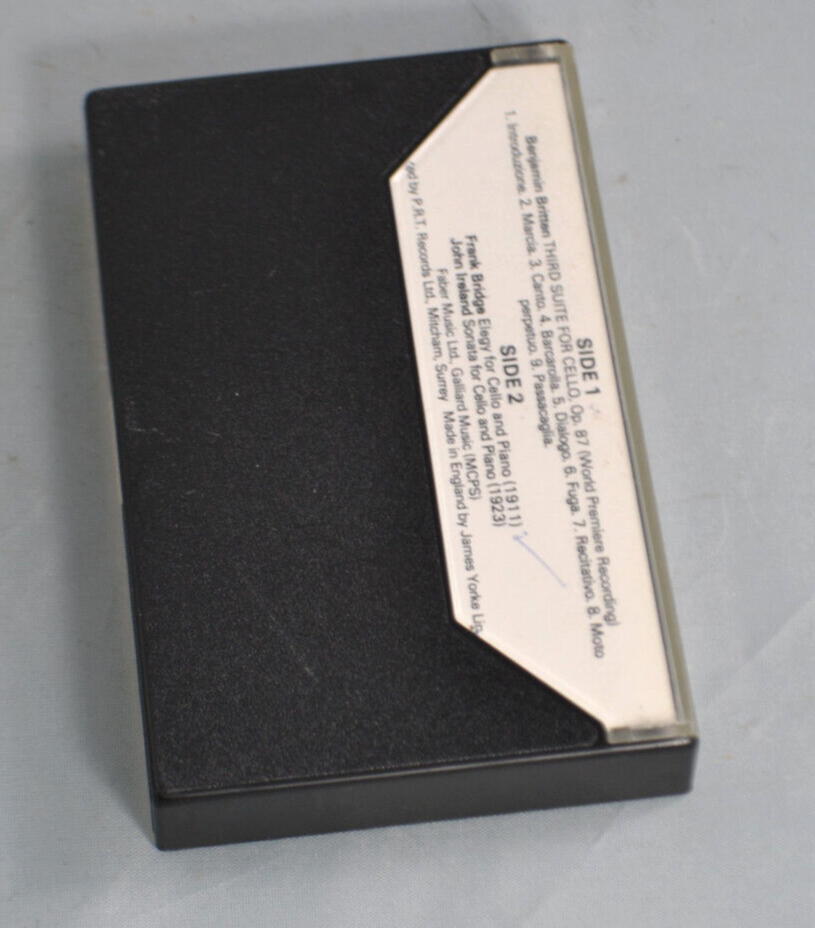 SIDE 1
Benjamin Britten THIRD SUITE FOR CELLO, Op. 87 (World Premiere Recording)
1. Introduzione. 2. Marcia. 3. Canto. 4. Barcarolla. 5. Dialogo. 6. Fuga. 7. Recitativo. 8. Moto
perpetuo. 9. Passacaglia.
SIDE 2
Frank Bridge Elegy for Cello and Piano (1911)
John Ireland Sonata for Cello and Piano (1923)
Faber Music Ltd., Galliard Music (MCPS)
by P.R.T. Records Ltd., Mitcham, Surrey Made in England by James Yorke